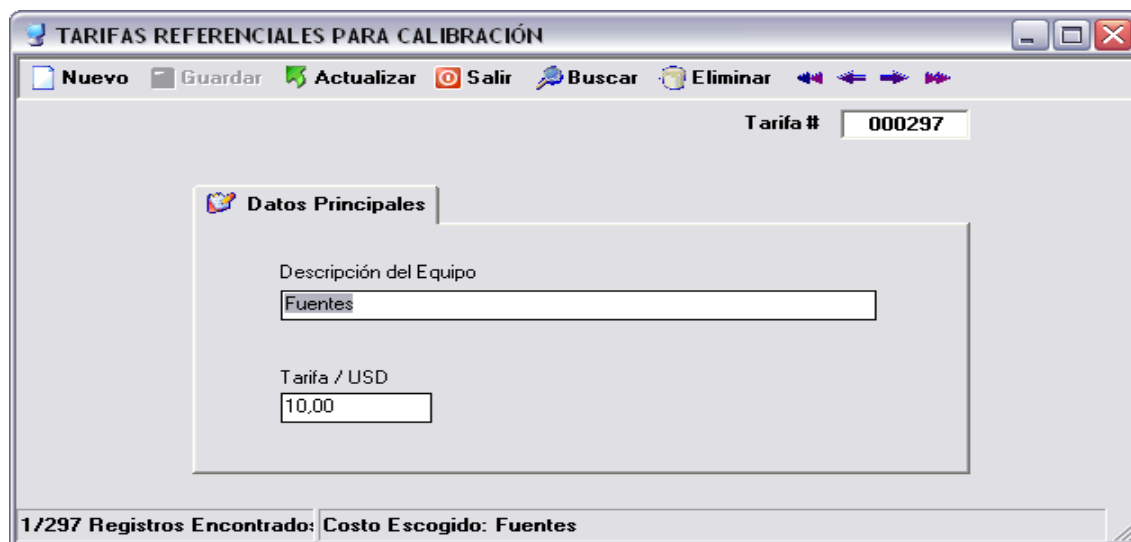 TARIFAS REFERENCIALES PARA CALIBRACIÓN
Nuevo Guardar Actualizar Salir Buscar Eliminar
Tarifa # 000297
Datos Principales
Descripción del Equipo
Fuentes
Tarifa / USD
10,00
1/297 Registros Encontrados Costo Escogido: Fuentes